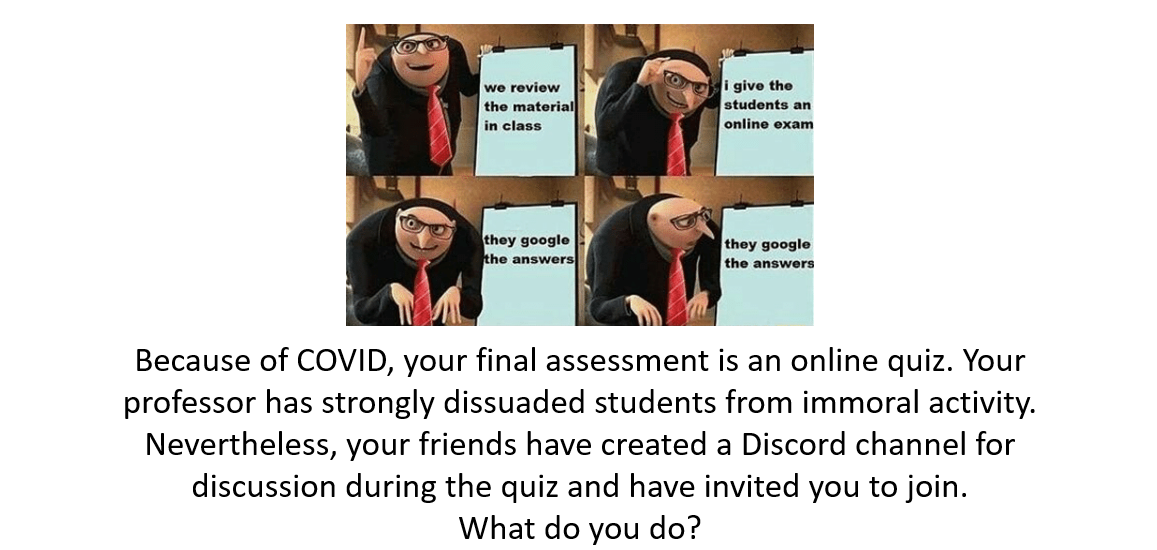 we review
the material
in class
i give the
students an
online exam
they google
the answers
they google
the answers
Because of COVID, your final assessment is an online quiz. Your
professor has strongly dissuaded students from immoral activity.
Nevertheless, your friends have created a Discord channel for
discussion during the quiz and have invited you to join.
What do you do?